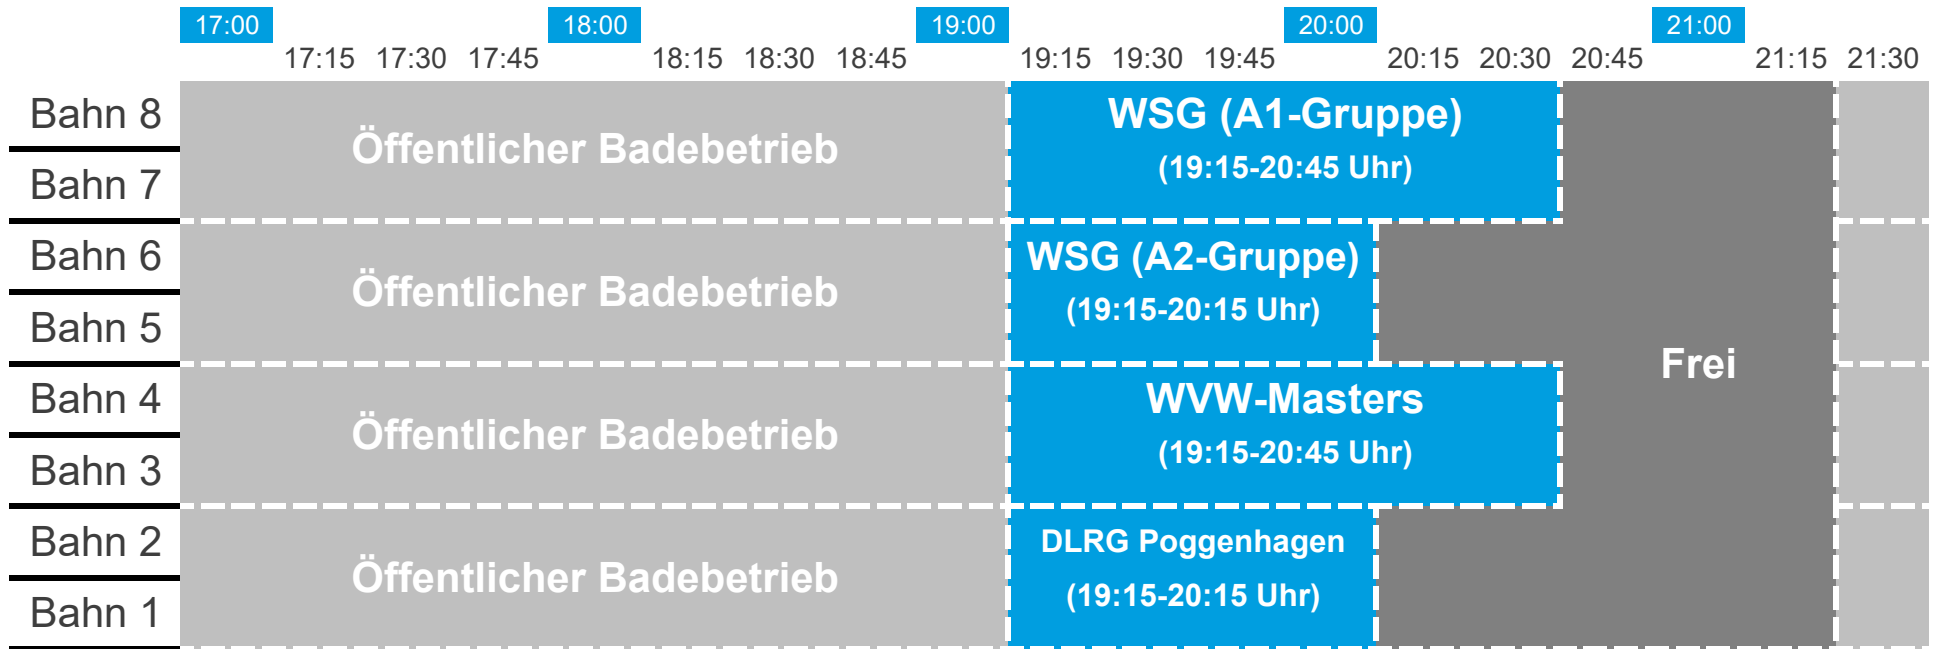 17:00 18:00 19:00 20:00 21:00
17:15 17:30 17:45 18:15 18:30 18:45 19:15 19:30 19:45 20:15 20:30 20:45 21:15 21:30
Bahn 8
Bahn 7
Öffentlicher Badebetrieb
WSG (A1-Gruppe)
(19:15-20:45 Uhr)
Bahn 6
Bahn 5
Öffentlicher Badebetrieb
WSG (A2-Gruppe)
(19:15-20:15 Uhr)
Frei
Bahn 4
Bahn 3
Öffentlicher Badebetrieb
WVW-Masters
(19:15-20:45 Uhr)
Bahn 2
Bahn 1
Öffentlicher Badebetrieb
DLRG Poggenhagen
(19:15-20:15 Uhr)